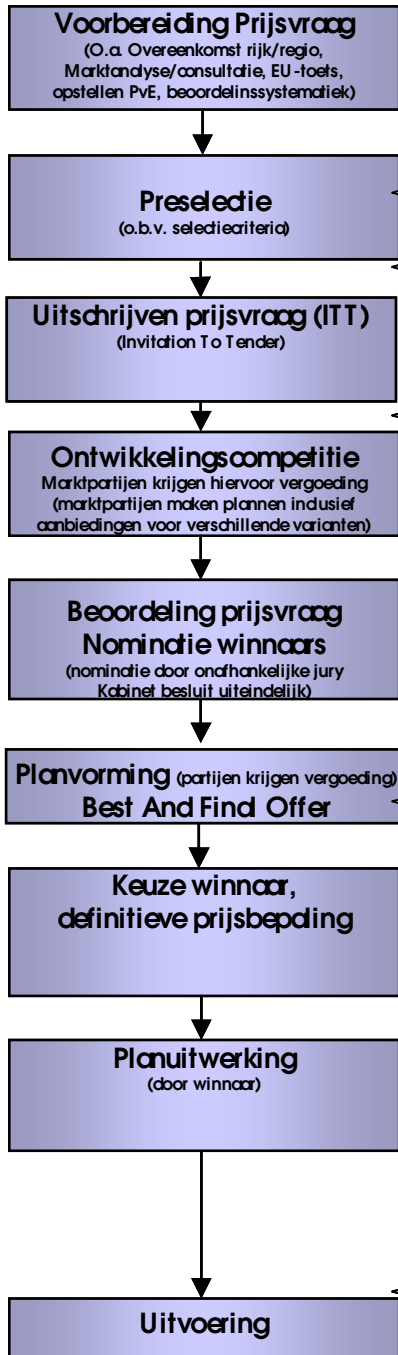 Voorbereiding Prijsvraag
(O.a. Overeenkomst rijk/regio,
Marktanalyse/consultatie, EU-toets,
opstellen PvE, beoordelinssystematiek)
Preselectie
(o.b.v. selectiecriteria)
Uitschrijven prijsvraag (ITT)
(Invitation To Tender)
Ontwikkelingscompetitie
Marktpartijen krijgen hiervoor vergoeding
(marktpartijen maken plannen inclusief
aanbiedingen voor verschillende varianten)
Beoordeling prijsvraag
Nominatie winnaars
(nominatie door onafhankelijke jury
Kabinet besluit uiteindelijk)
Planvorming (partijen krijgen vergoeding)
Best And Find Offer
Keuze winnaar,
definitieve prijsbepaling
Planuitwerking
(door winnaar)
Uitvoering